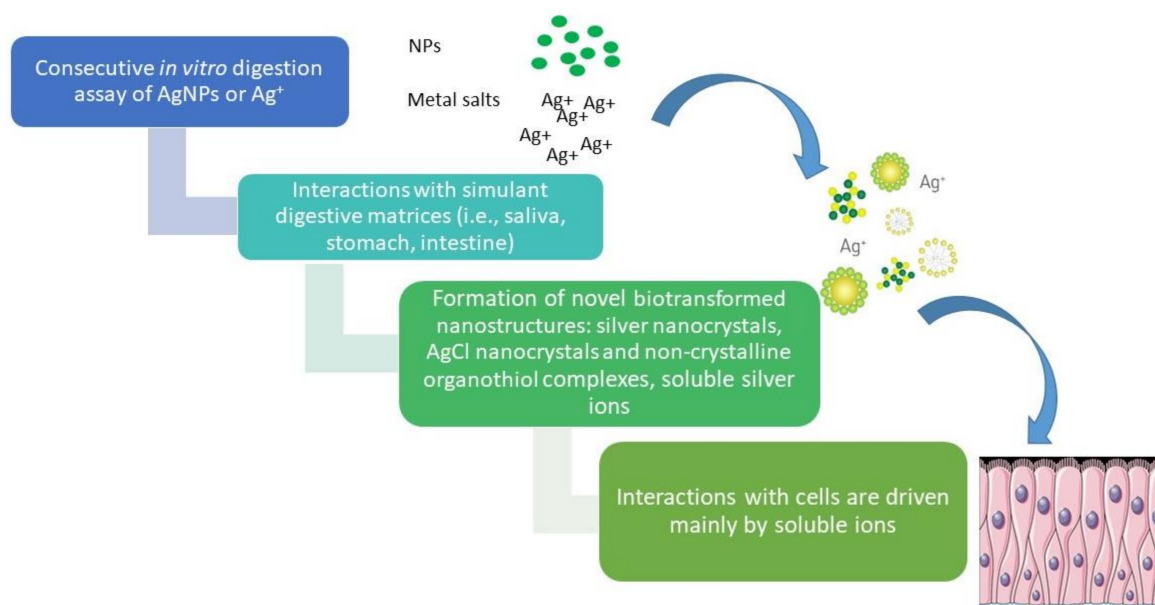 Consecutive in vitro digestion
assay of AgNPs or Ag⁺
NPs
Metal salts
Ag+
Ag+
Ag+
Ag+
Ag+
Ag+
Interactions with simulant
digestive matrices (i.e., saliva,
stomach, intestine)
Ag⁺
Ag⁺
Formation of novel biotransformed
nanostructures: silver nanocrystals,
AgCl nanocrystals and non-crystalline
organothiol complexes, soluble silver
ions
Interactions with cells are driven
mainly by soluble ions